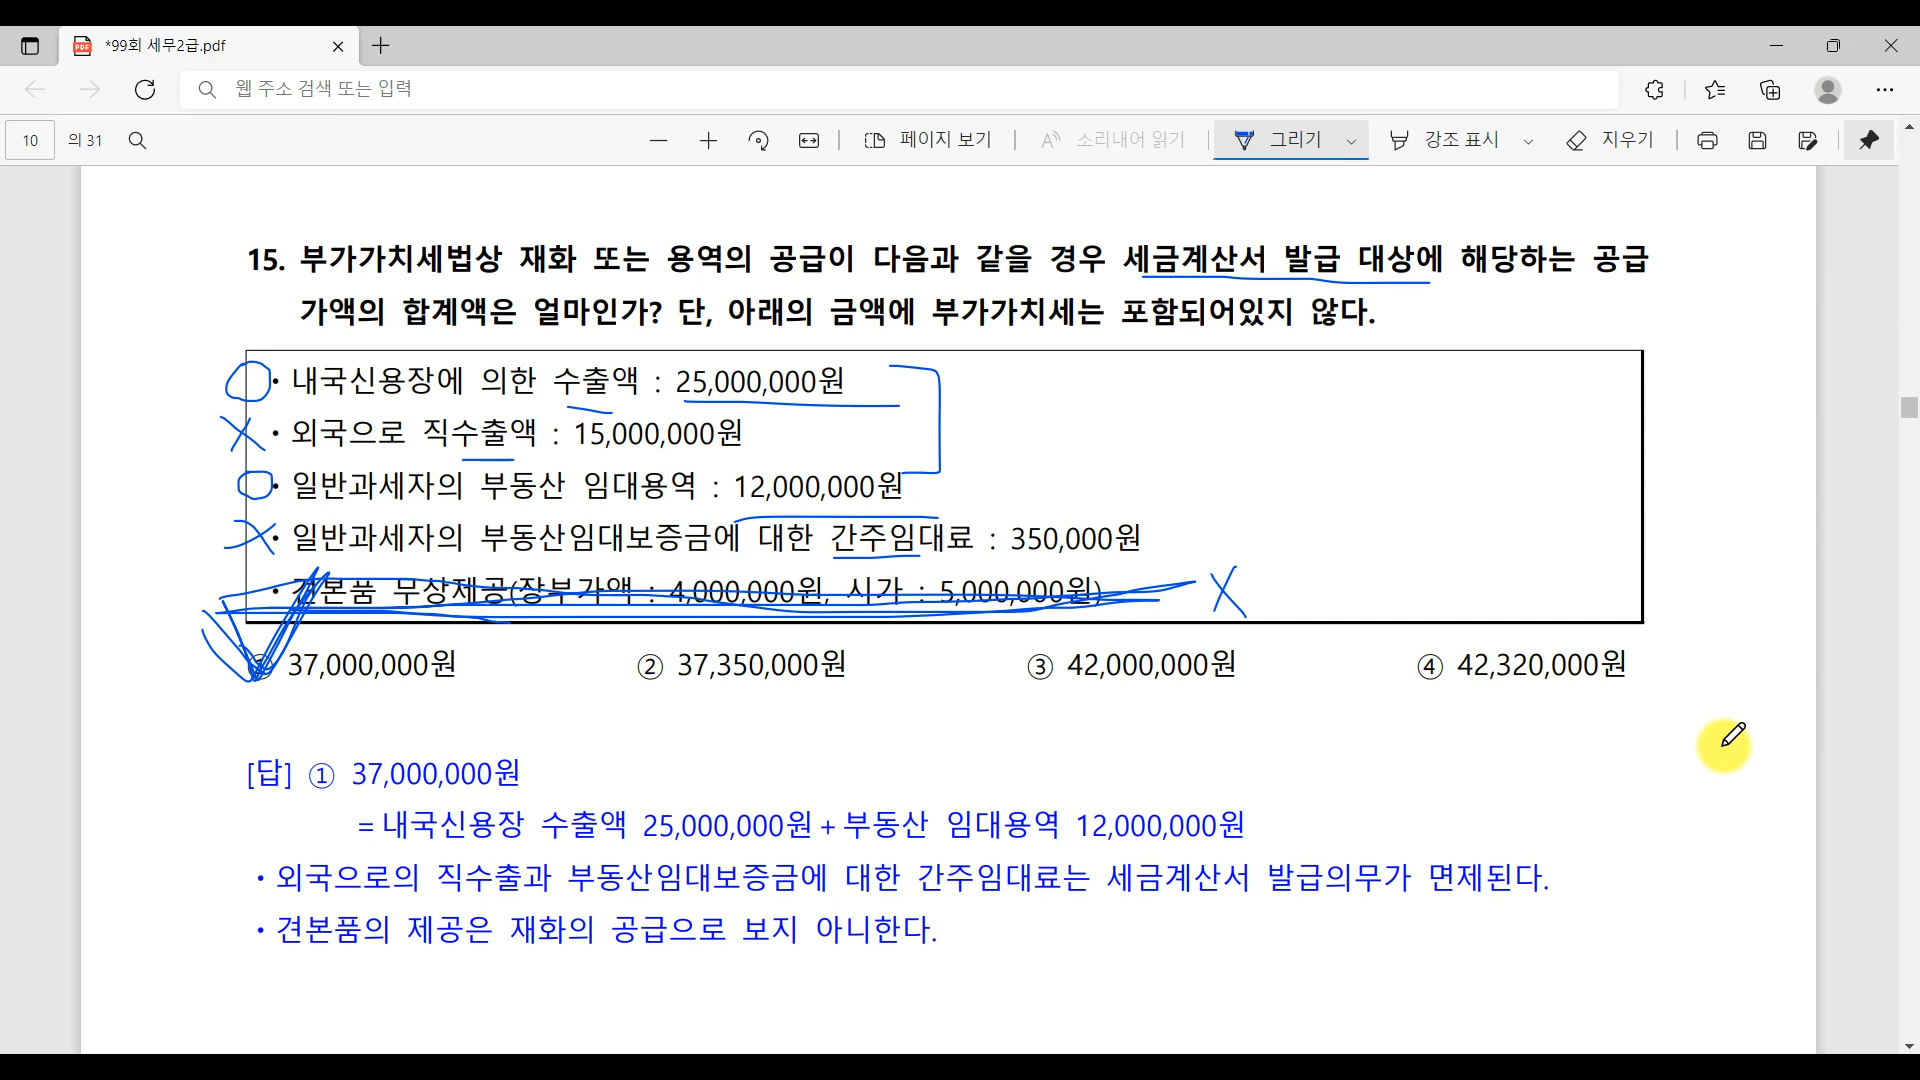 *99회 세무2급.pdf
웹 주소 검색 또는 입력
10 의 31 페이지 보기 소리내어 읽기 그리기 강조 표시 지우기
15. 부가가치세법상 재화 또는 용역의 공급이 다음과 같을 경우 세금계산서 발급 대상에 해당하는 공급
가액의 합계액은 얼마인가? 단, 아래의 금액에 부가가치세는 포함되어있지 않다.
· 내국신용장에 의한 수출액 : 25,000,000원
· 외국으로 직수출액 : 15,000,000원
· 일반과세자의 부동산 임대용역 : 12,000,000원
· 일반과세자의 부동산임대보증금에 대한 간주임대료 : 350,000원
· 견본품 무상제공(장부가액 : 4,000,000원, 시가 : 5,000,000원)
① 37,000,000원 ② 37,350,000원 ③ 42,000,000원 ④ 42,320,000원
[답] ① 37,000,000원
= 내국신용장 수출액 25,000,000원 + 부동산 임대용역 12,000,000원
· 외국으로의 직수출과 부동산임대보증금에 대한 간주임대료는 세금계산서 발급의무가 면제된다.
· 견본품의 제공은 재화의 공급으로 보지 아니한다.